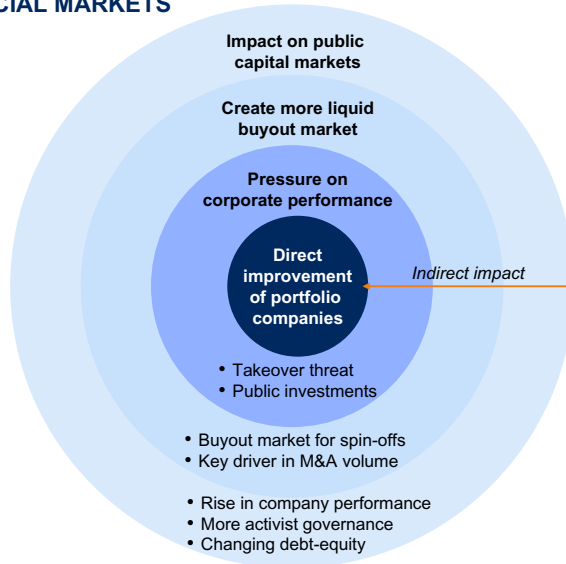 CIAL MARKETS
Impact on public
capital markets
Create more liquid
buyout market
Pressure on
corporate performance
Direct
improvement
of portfolio
companies
Indirect impact
• Takeover threat
• Public investments
• Buyout market for spin-offs
• Key driver in M&A volume
• Rise in company performance
• More activist governance
• Changing debt-equity